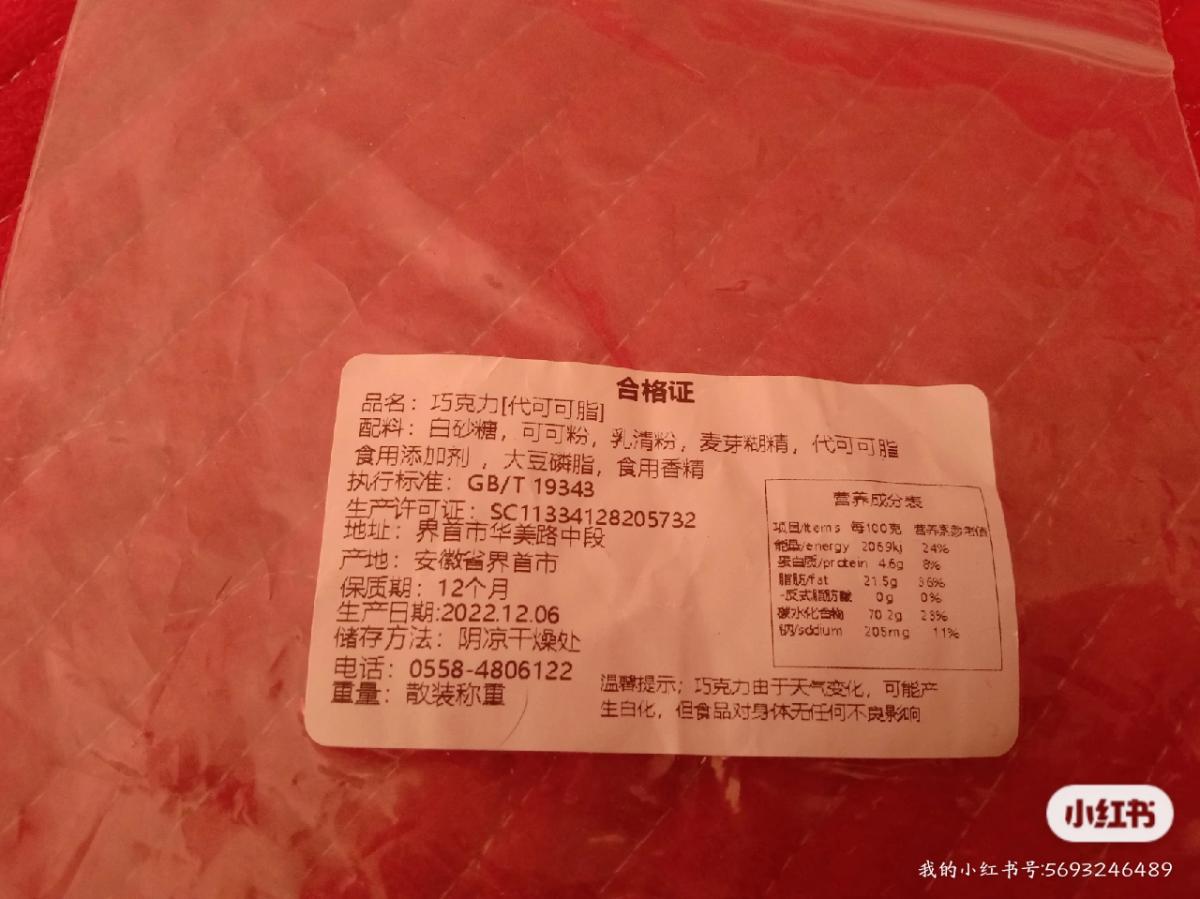 合格证
品名：巧克力[代可可脂]
配料：白砂糖，可可粉，乳清粉，麦芽糊精，代可可脂
食用添加剂，大豆磷脂，食用香精
执行标准：GB/T 19343
生产许可证：SC11334128205732
地址：界首市华美路中段
产地：安徽省界首市
保质期：12个月
生产日期:2022.12.06
储存方法：阴凉干燥处
电话：0558-4806122
重量：散装称重
营养成分表
项目/Items 每100克 营养素参考值
能量/energy 2069kj 24%
蛋白质/protein 4.6g 8%
脂肪/fat 21.5g 36%
-反式脂肪酸 0g 0%
碳水化合物 70.2g 23%
钠/sodium 205mg 11%
温馨提示；巧克力由于天气变化，可能产
生白化，但食品对身体无任何不良影响
小红书
我的小红书号:5693246489